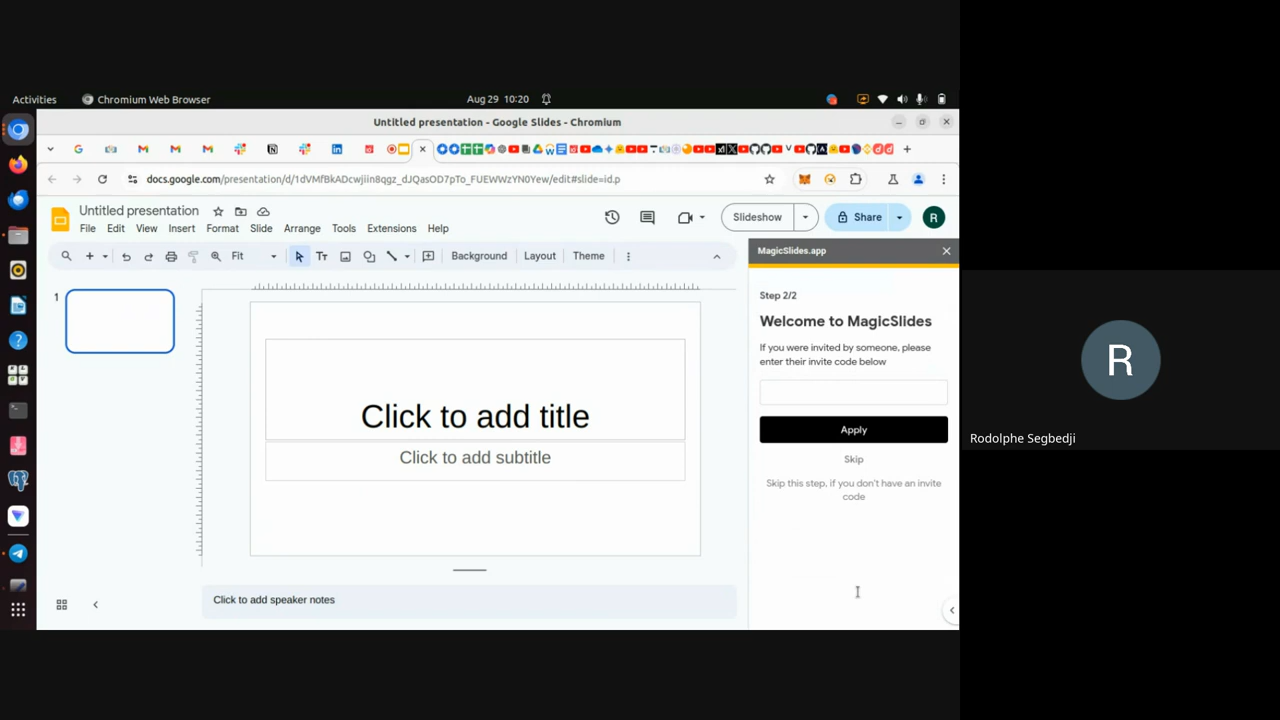 Activities
Chromium Web Browser
Aug 29 10:20
Untitled presentation - Google Slides - Chromium
docs.google.com/presentation/d/1dVMfBkADcwjiin8qgz_dJQasOD7pTo_FUEWWzYN0Yew/edit#slide=id.p
Untitled presentation
File Edit View Insert Format Slide Arrange Tools Extensions Help
Slideshow
Share
R
Fit
Background
Layout
Theme
MagicSlides.app
1
Click to add title
Click to add subtitle
Click to add speaker notes
Step 2/2
Welcome to MagicSlides
If you were invited by someone, please
enter their invite code below
Apply
Skip
Skip this step, if you don't have an invite
code
R
Rodolphe Segbedji